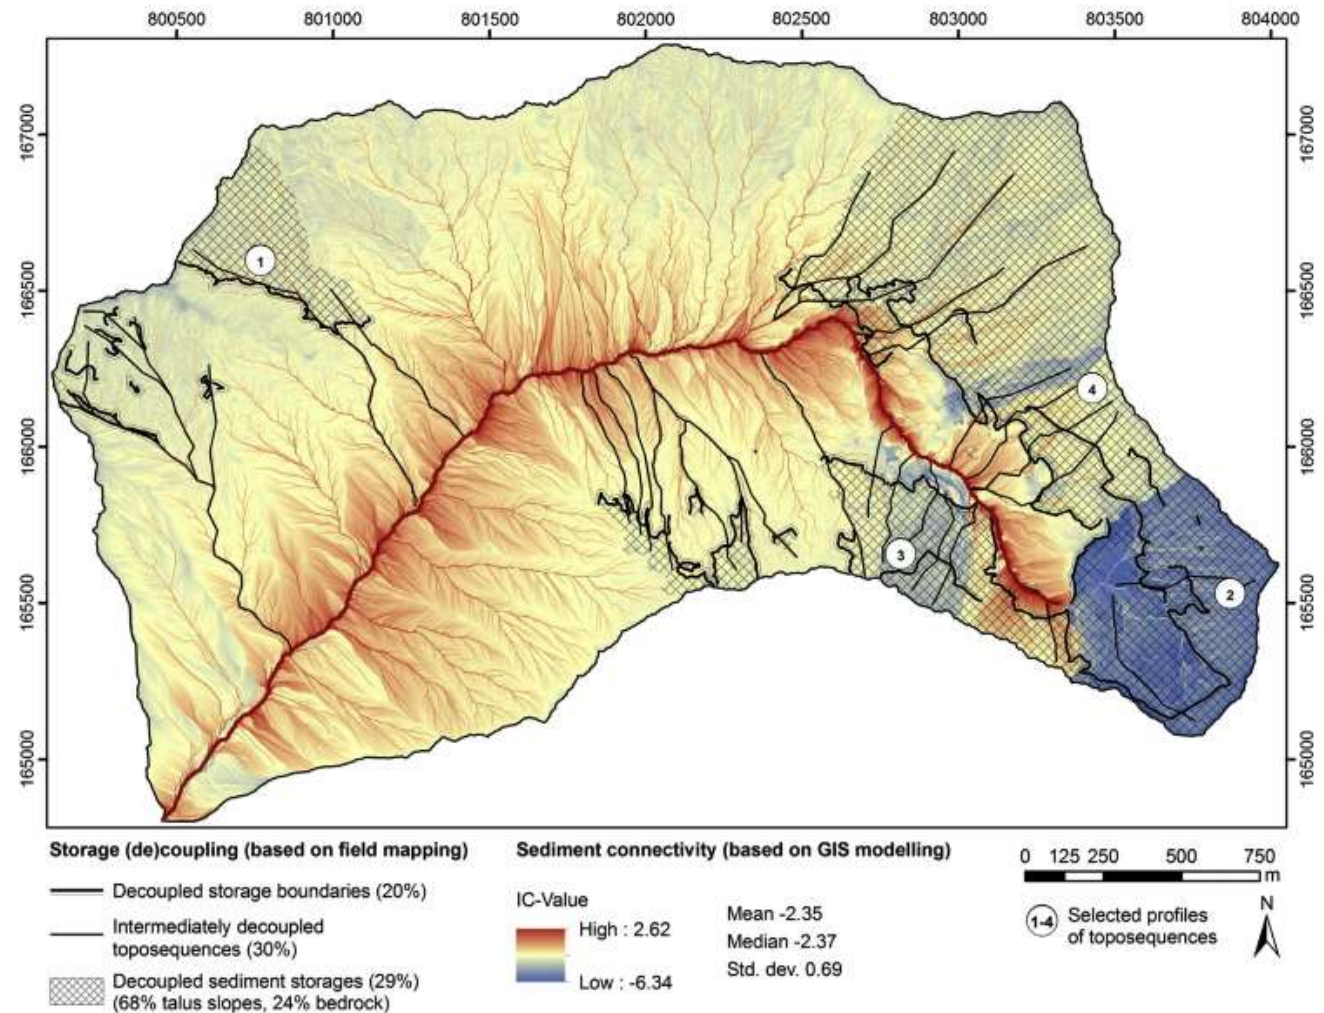 800500 801000 801500 802000 802500 803000 803500 804000
167000 167000
1
166500 166500
4
166000 166000
3
2
165500 165500
165000 165000
Storage (de)coupling (based on field mapping)
Decoupled storage boundaries (20%)
Intermediately decoupled
toposequences (30%)
Decoupled sediment storages (29%)
(68% talus slopes, 24% bedrock)
Sediment connectivity (based on GIS modelling)
IC-Value
High : 2.62
Low : -6.34
Mean -2.35
Median -2.37
Std. dev. 0.69
0 125 250 500 750
m
1-4 Selected profiles
of toposequences
N